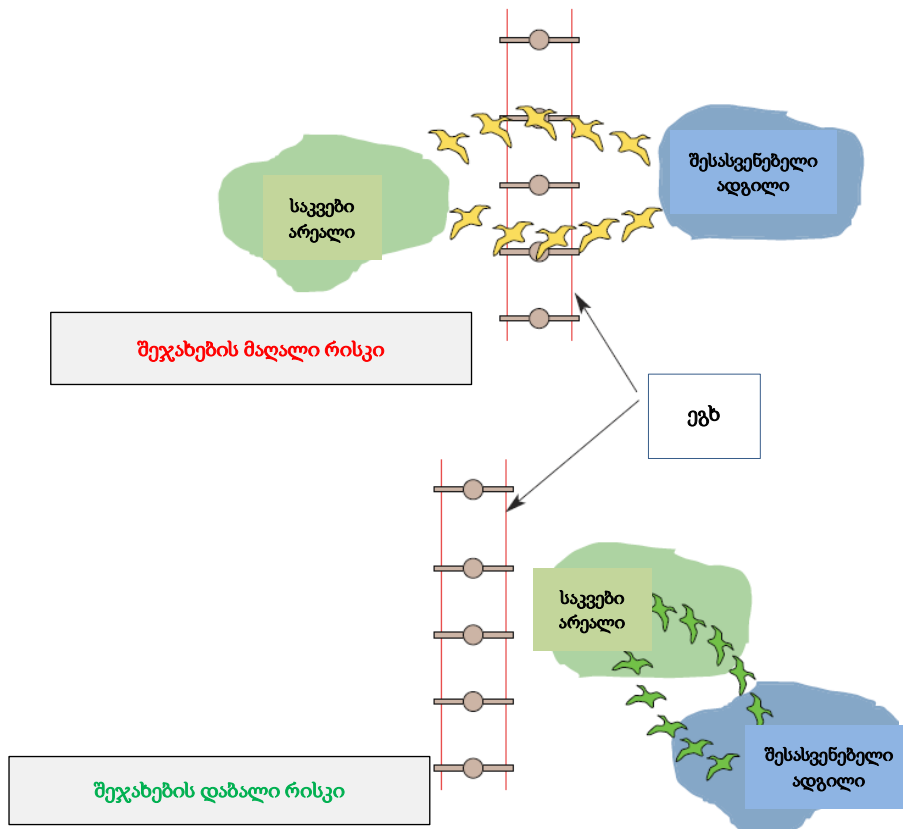 შესასვენებელი
ადგილი
საკვები
არეალი
შეჯახების მაღალი რისკი
ეგხ
საკვები
არეალი
შესასვენებელი
ადგილი
შეჯახების დაბალი რისკი